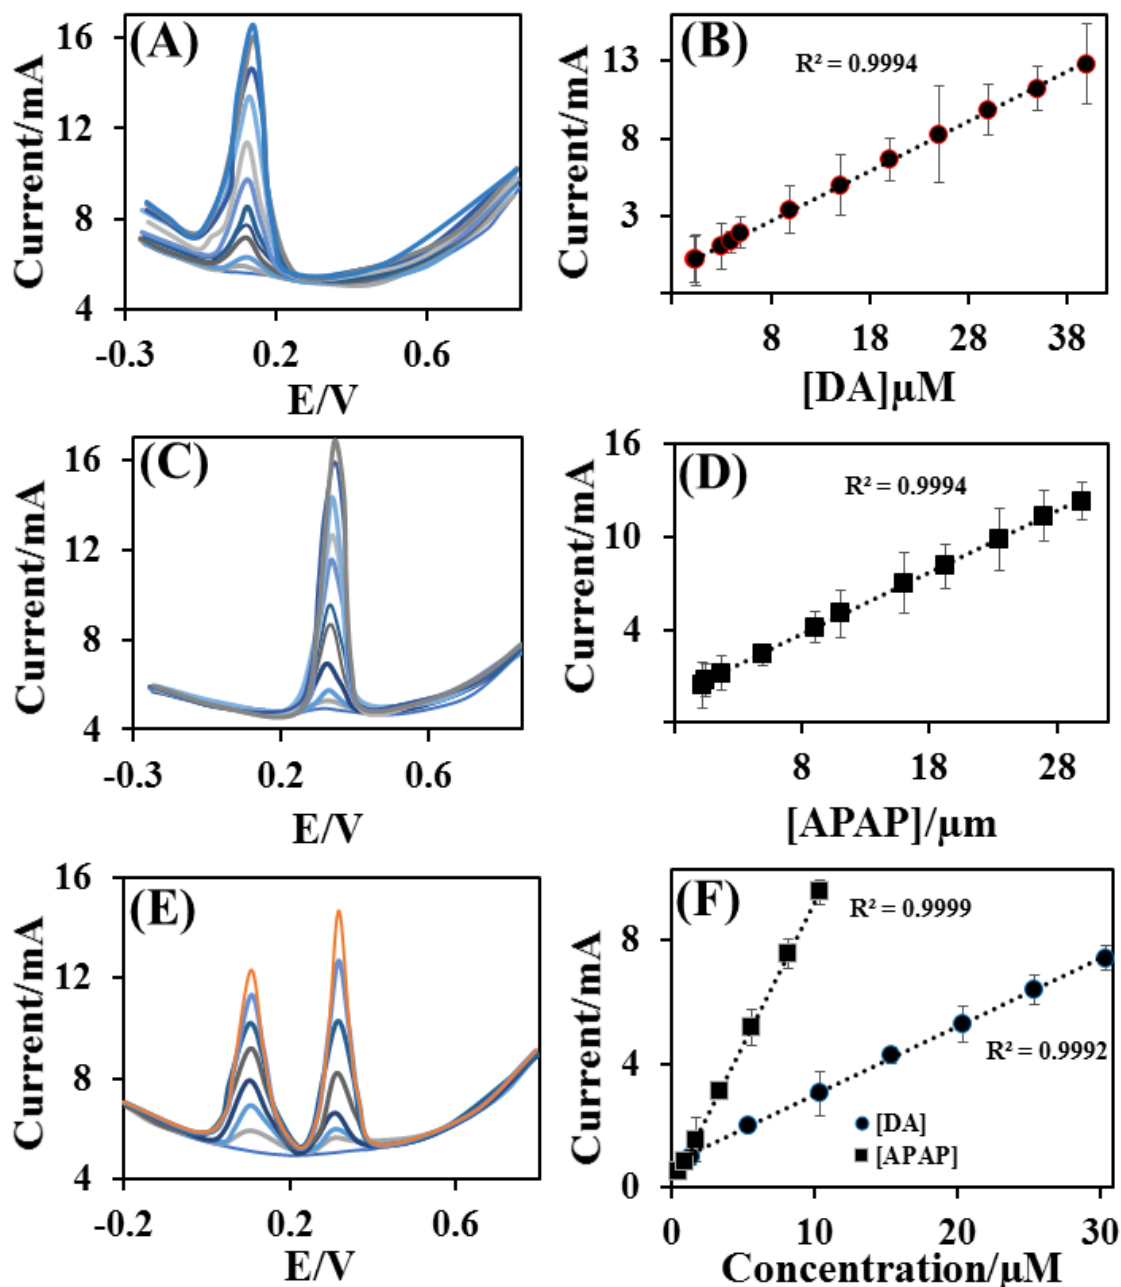 (A)
Current/mA
16
12
8
4
-0.3
0.2
0.6
E/V
(B)
R² = 0.9994
Current/mA
13
8
3
8
18
28
38
[DA]µM
(C)
Current/mA
16
12
8
4
-0.3
0.2
0.6
E/V
(D)
R² = 0.9994
Current/mA
16
10
4
8
18
28
[APAP]/µm
(E)
Current/mA
16
12
8
4
-0.2
0.2
0.6
E/V
(F)
R² = 0.9999
R² = 0.9992
[DA]
[APAP]
Current/mA
8
4
0
0
10
20
30
Concentration/µM